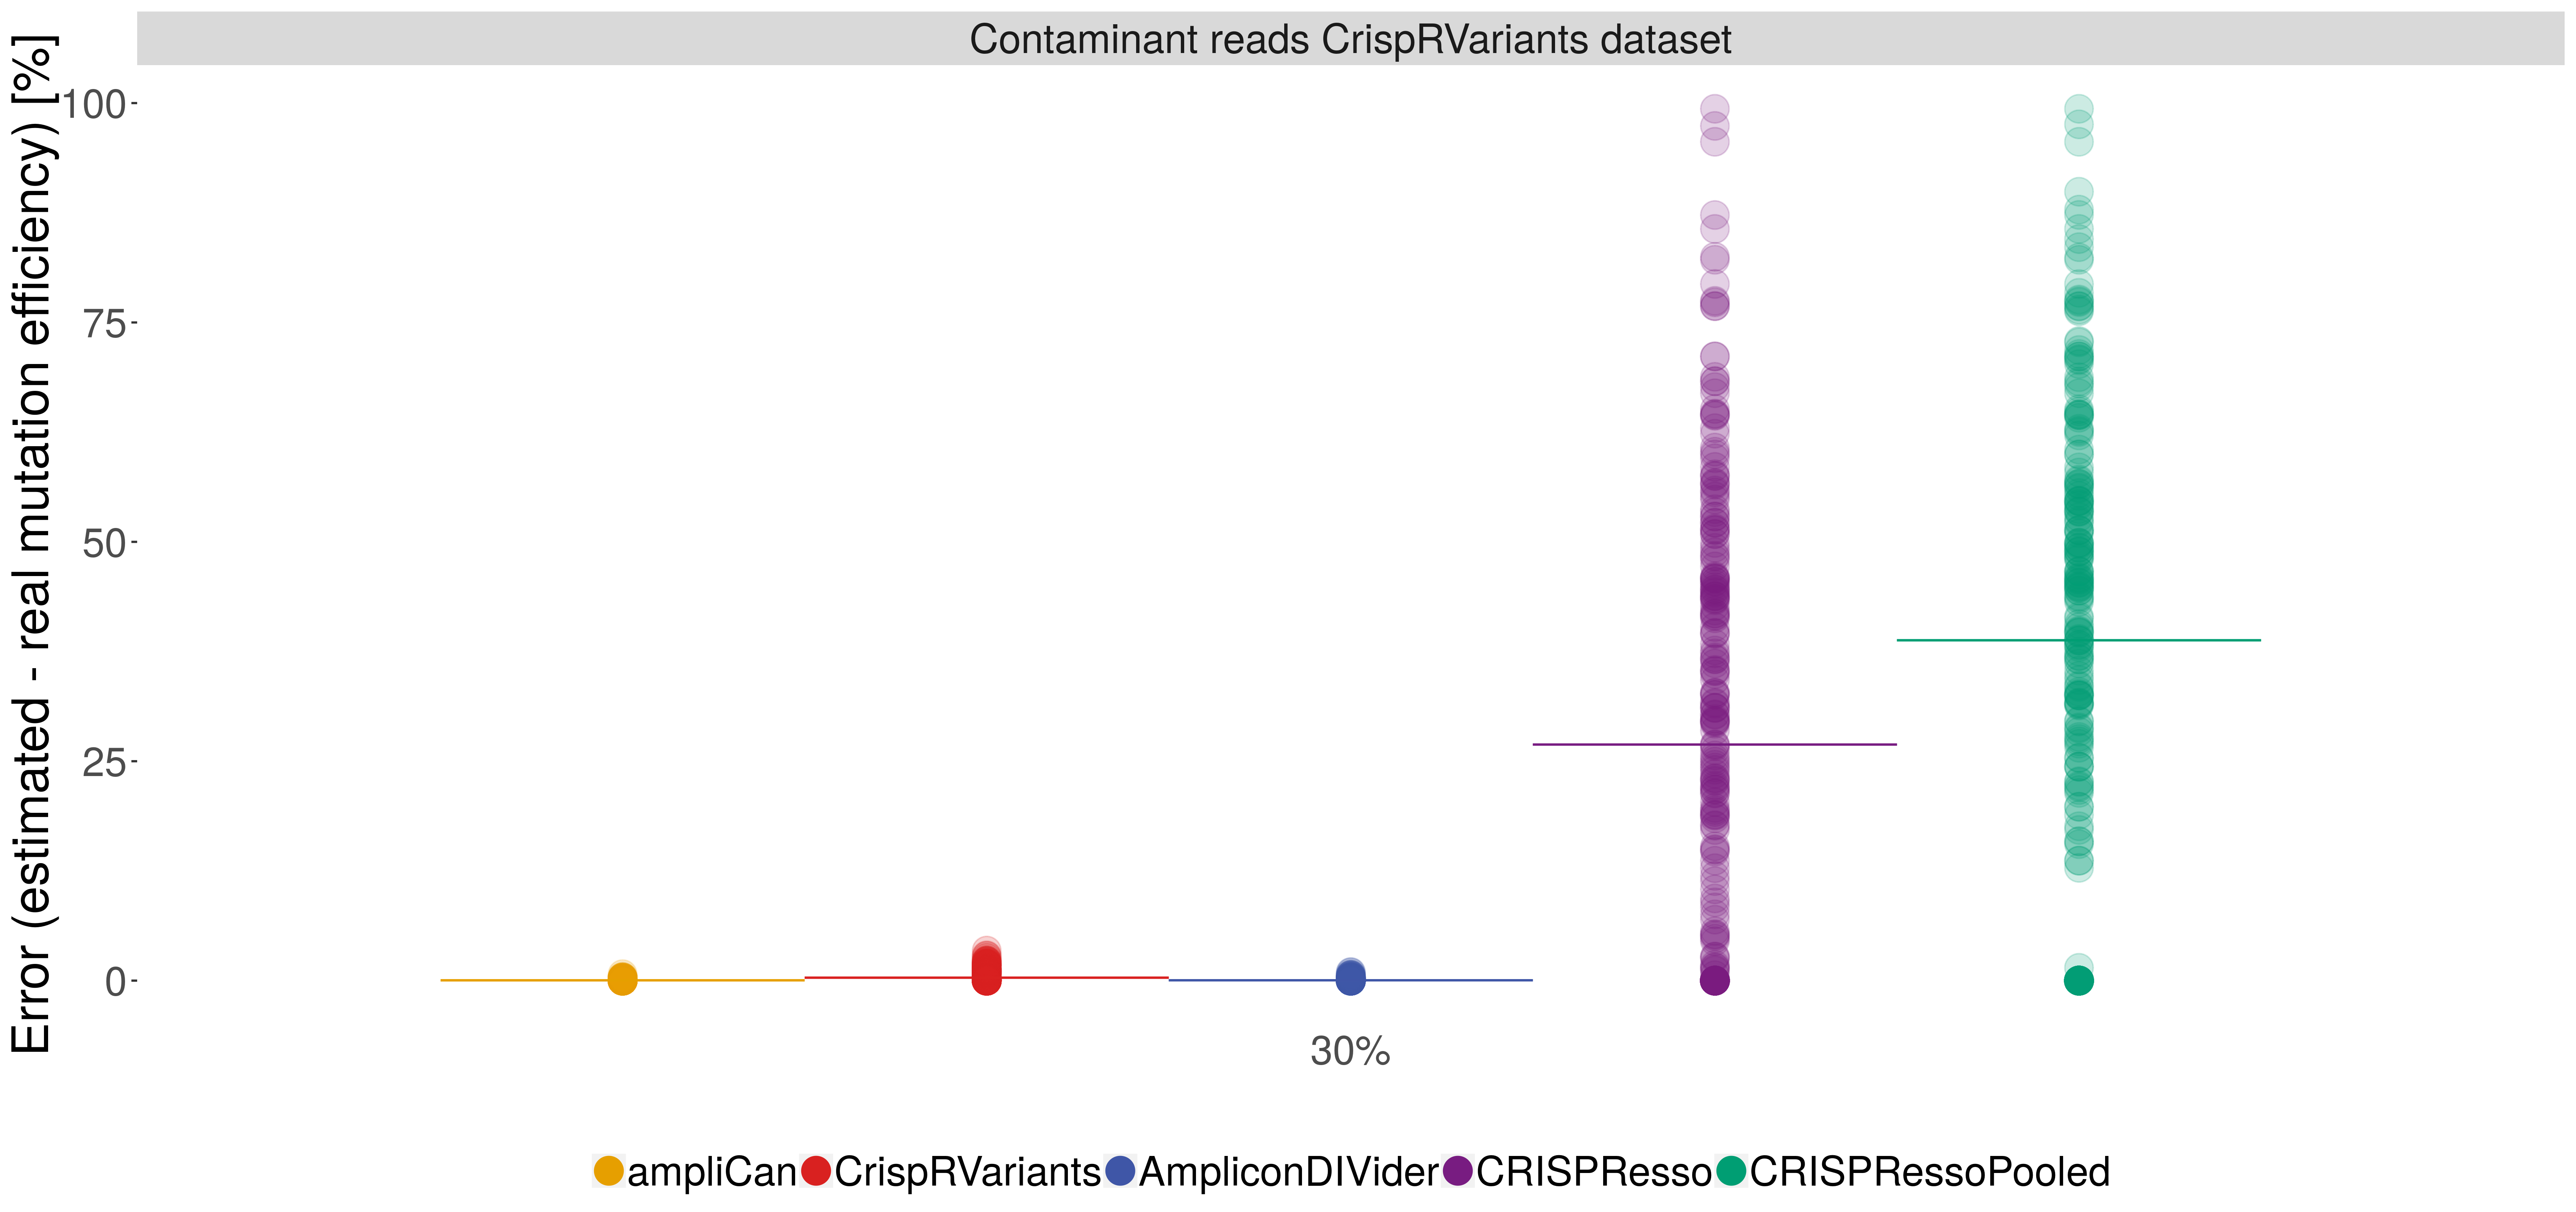 Contaminant reads CrispRVariants dataset
Error (estimated - real mutation efficiency) [%]
100
75
50
25
0
30%
ampliCan CrispRVariants AmpliconDIVider CRISPResso CRISPRessoPooled